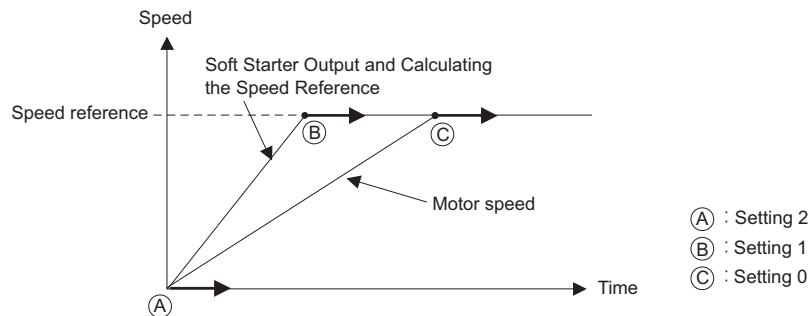 Speed
Soft Starter Output and Calculating
the Speed Reference
Speed reference
B
C
Motor speed
A : Setting 2
B : Setting 1
C : Setting 0
A
Time